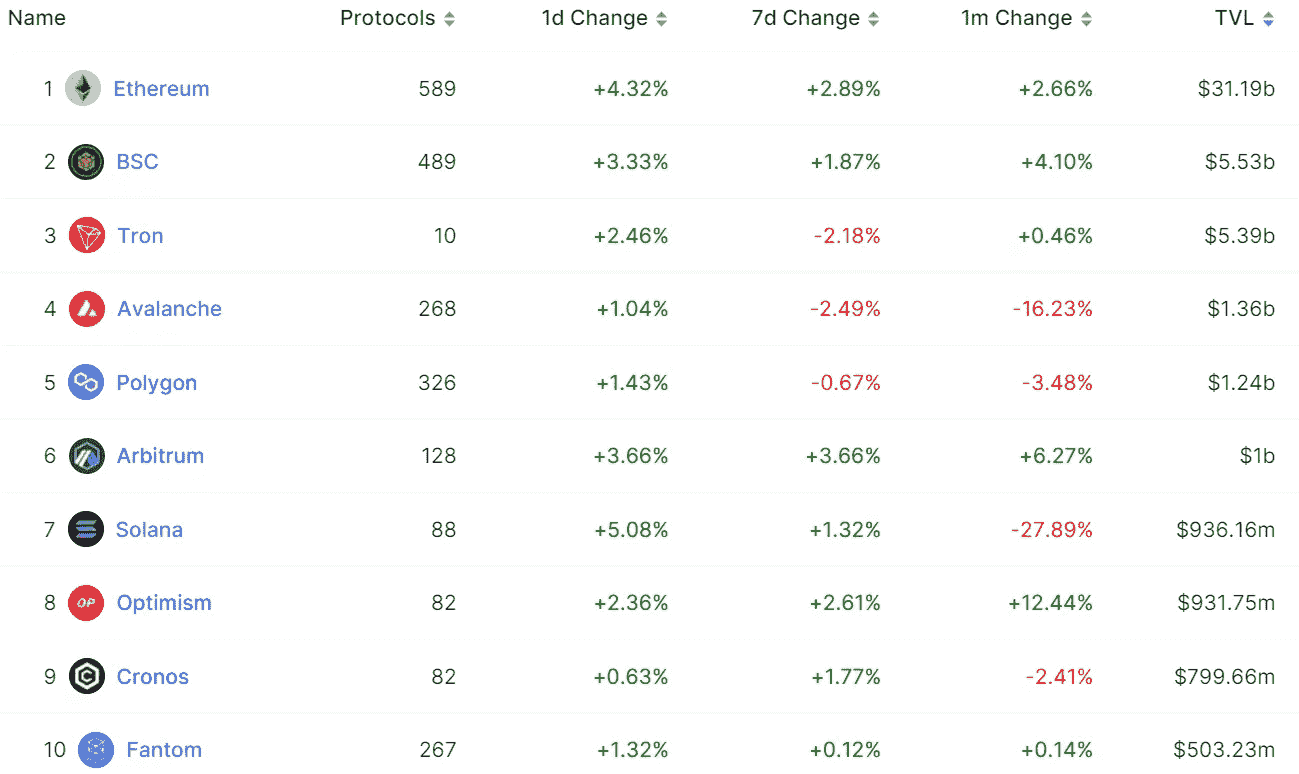 Name Protocols 1d Change 7d Change 1m Change TVL
1 Ethereum 589 +4.32% +2.89% +2.66% $31.19b
2 BSC 489 +3.33% +1.87% +4.10% $5.53b
3 Tron 10 +2.46% -2.18% +0.46% $5.39b
4 Avalanche 268 +1.04% -2.49% -16.23% $1.36b
5 Polygon 326 +1.43% -0.67% -3.48% $1.24b
6 Arbitrum 128 +3.66% +3.66% +6.27% $1b
7 Solana 88 +5.08% +1.32% -27.89% $936.16m
8 OP Optimism 82 +2.36% +2.61% +12.44% $931.75m
9 Cronos 82 +0.63% +1.77% -2.41% $799.66m
10 Fantom 267 +1.32% +0.12% +0.14% $503.23m